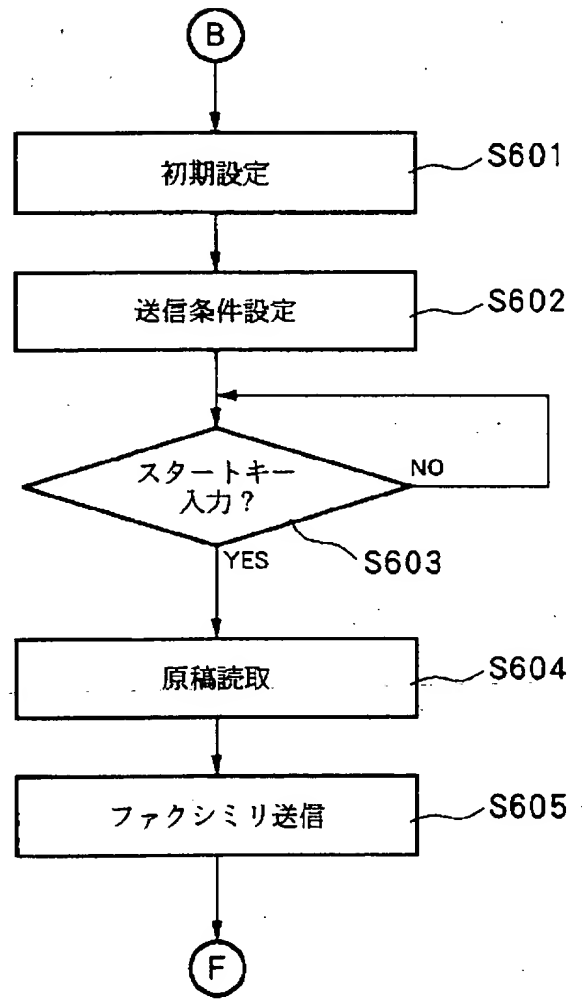 B
初期設定
S601
送信条件設定
S602
スタートキー
入力？
NO
YES
S603
原稿読取
S604
ファクシミリ送信
S605
F